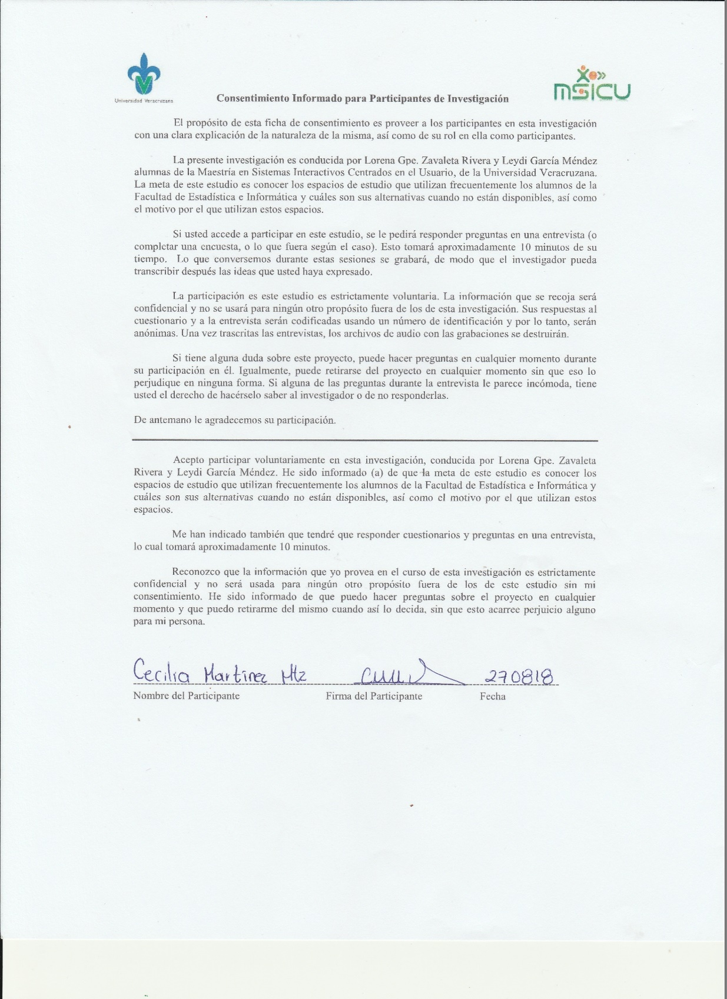 Universidad Veracruzana
MSICU
Consentimiento Informado para Participantes de Investigación
El propósito de esta ficha de consentimiento es proveer a los participantes en esta investigación
con una clara explicación de la naturaleza de la misma, así como de su rol en ella como participantes.
La presente investigación es conducida por Lorena Gpe. Zavaleta Rivera y Leydi García Méndez
alumnas de la Maestría en Sistemas Interactivos Centrados en el Usuario, de la Universidad Veracruzana.
La meta de este estudio es conocer los espacios de estudio que utilizan frecuentemente los alumnos de la
Facultad de Estadística e Informática y cuáles son sus alternativas cuando no están disponibles, así como
el motivo por el que utilizan estos espacios.
Si usted accede a participar en este estudio, se le pedirá responder preguntas en una entrevista (o
completar una encuesta, o lo que fuera según el caso). Esto tomará aproximadamente 10 minutos de su
tiempo. Lo que conversemos durante estas sesiones se grabará, de modo que el investigador pueda
transcribir después las ideas que usted haya expresado.
La participación es este estudio es estrictamente voluntaria. La información que se recoja será
confidencial y no se usará para ningún otro propósito fuera de los de esta investigación. Sus respuestas al
cuestionario y a la entrevista serán codificadas usando un número de identificación y por lo tanto, serán
anónimas. Una vez trascritas las entrevistas, los archivos de audio con las grabaciones se destruirán.
Si tiene alguna duda sobre este proyecto, puede hacer preguntas en cualquier momento durante
su participación en él. Igualmente, puede retirarse del proyecto en cualquier momento sin que eso lo
perjudique en ninguna forma. Si alguna de las preguntas durante la entrevista le parece incómoda, tiene
usted el derecho de hacérselo saber al investigador o de no responderlas.
De antemano le agradecemos su participación.
Acepto participar voluntariamente en esta investigación, conducida por Lorena Gpe. Zavaleta
Rivera y Leydi García Méndez. He sido informado (a) de que la meta de este estudio es conocer los
espacios de estudio que utilizan frecuentemente los alumnos de la Facultad de Estadística e Informática y
cuáles son sus alternativas cuando no están disponibles, así como el motivo por el que utilizan estos
espacios.
Me han indicado también que tendré que responder cuestionarios y preguntas en una entrevista,
lo cual tomará aproximadamente 10 minutos.
Reconozco que la información que yo provea en el curso de esta investigación es estrictamente
confidencial y no será usada para ningún otro propósito fuera de los de este estudio sin mi
consentimiento. He sido informado de que puedo hacer preguntas sobre el proyecto en cualquier
momento y que puedo retirarme del mismo cuando así lo decida, sin que esto acarree perjuicio alguno
para mi persona.
Cecilia Martinez Mtz 270818
Nombre del Participante Firma del Participante Fecha